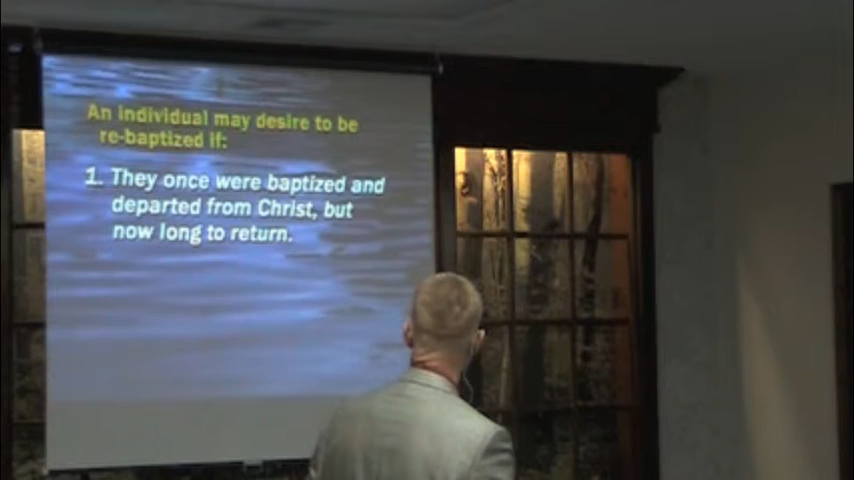 An individual may desire to be
re-baptized if:
1. They once were baptized and
departed from Christ, but
now long to return.